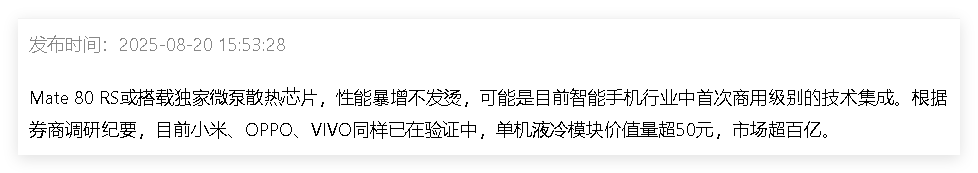 发布时间：2025-08-20 15:53:28
Mate 80 RS或搭载独家微泵散热芯片，性能暴增不发烫，可能是目前智能手机行业中首次商用级别的技术集成。根据
券商调研纪要，目前小米、OPPO、VIVO同样已在验证中，单机液冷模块价值量超50元，市场超百亿。